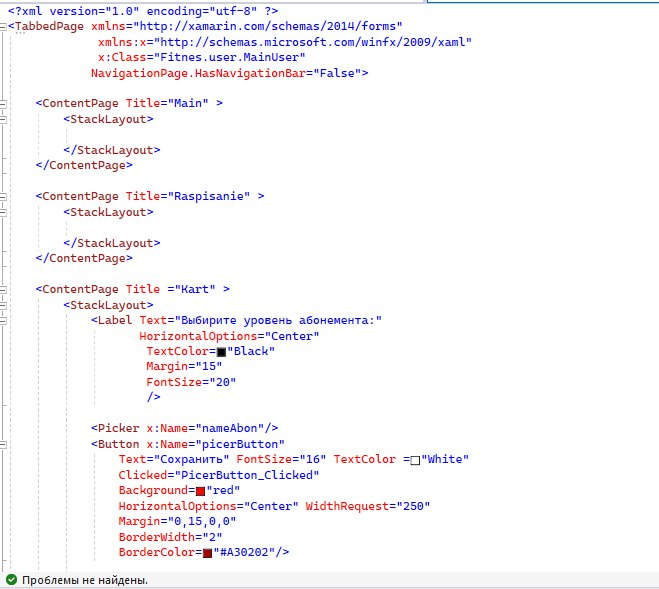 <?xml version="1.0" encoding="utf-8" ?>
<TabbedPage xmlns="http://xamarin.com/schemas/2014/forms"
            xmlns:x="http://schemas.microsoft.com/winfx/2009/xaml"
            x:Class="Fitnes.user.MainUser"
            NavigationPage.HasNavigationBar="False">
    <ContentPage Title="Main" >
        <StackLayout>
        </StackLayout>
    </ContentPage>
    <ContentPage Title="Raspisanie" >
        <StackLayout>
        </StackLayout>
    </ContentPage>
    <ContentPage Title ="Kart" >
        <StackLayout>
            <Label Text="Выбирите уровень абонемента:"
                   HorizontalOptions="Center"
                    TextColor="Black"
                    Margin="15"
                    FontSize="20"
                    />
            <Picker x:Name="nameAbon"/>
            <Button x:Name="picerButton"
                Text="Сохранить" FontSize="16" TextColor ="White"
                Clicked="PicerButton_Clicked"
                Background="red"
                HorizontalOptions="Center" WidthRequest="250"
                Margin="0,15,0,0"
                BorderWidth="2"
                BorderColor="#A30202"/>
Проблемы не найдены.